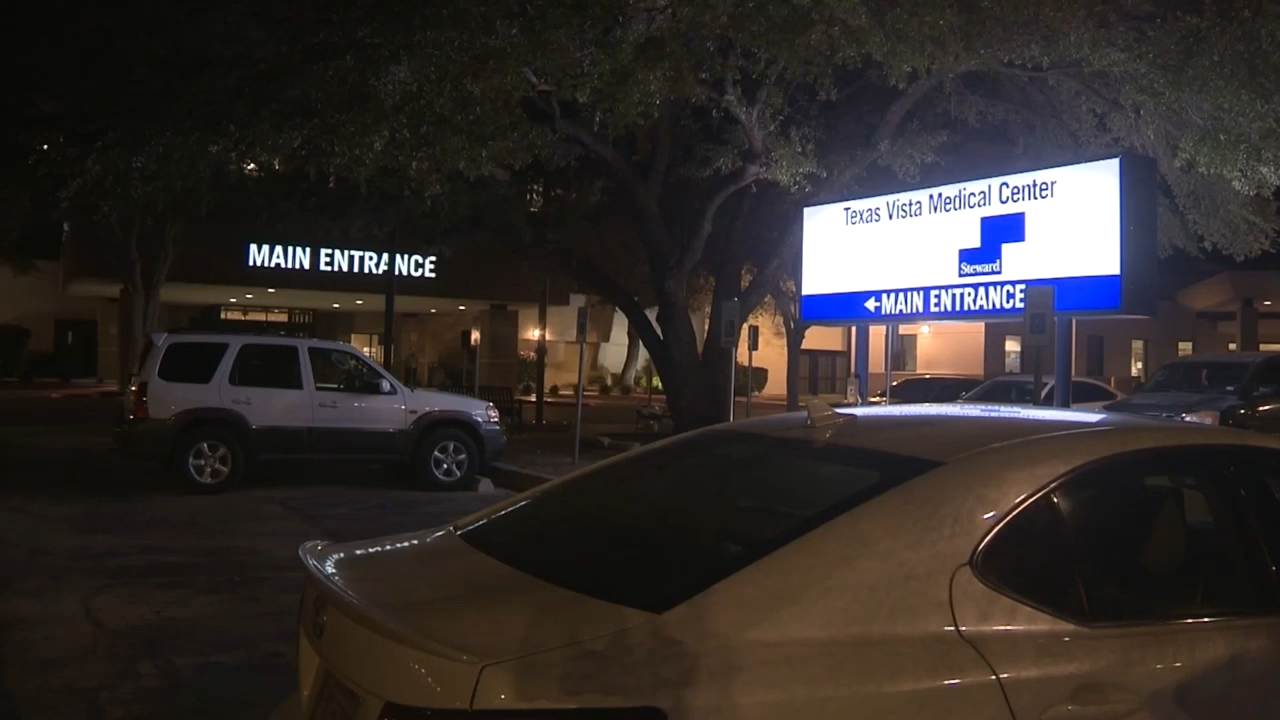 MAIN ENTRANCE
Texas Vista Medical Center
Steward
←MAIN ENTRANCE